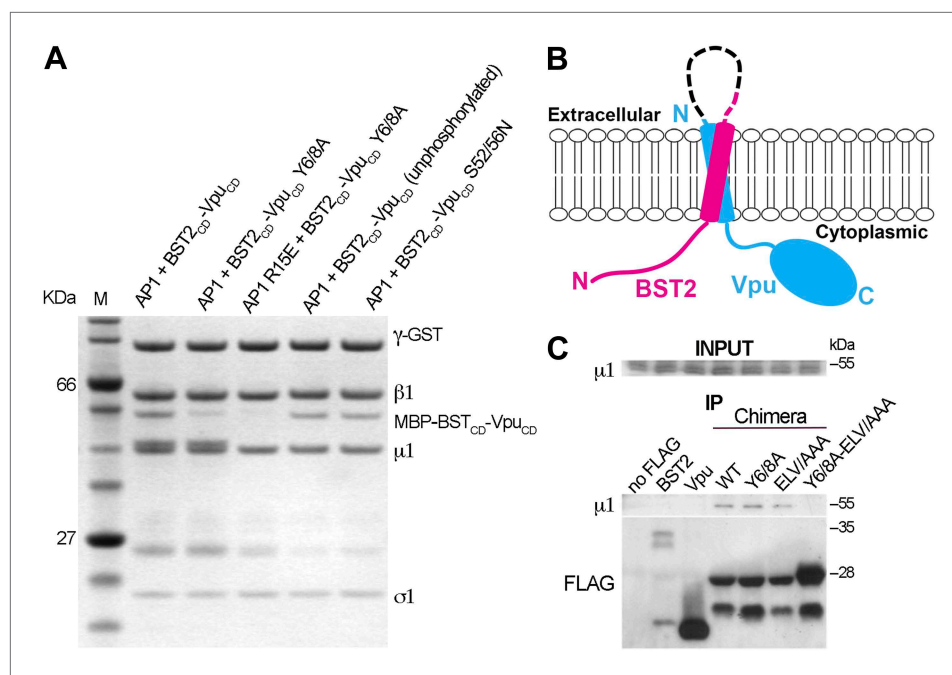 A
AP1 + BST2CD-VpuCD
AP1 + BST2CD-VpuCD Y6/8A
AP1 R15E + BST2CD-VpuCD Y6/8A
AP1 + BST2CD-VpuCD (unphosphorylated)
AP1 + BST2CD-VpuCD S52/56N
KDa
M
γ-GST
66
β1
MBP-BSTCD-VpuCD
μ1
27
σ1
B
Extracellular
N
Cytoplasmic
N
BST2
Vpu
C
C
INPUT
kDa
μ1
–55
IP
Chimera
no FLAG
BST2
Vpu
WT
Y6/8A
ELV/AAA
Y6/8A-ELV/AAA
μ1
–55
–35
FLAG
–28